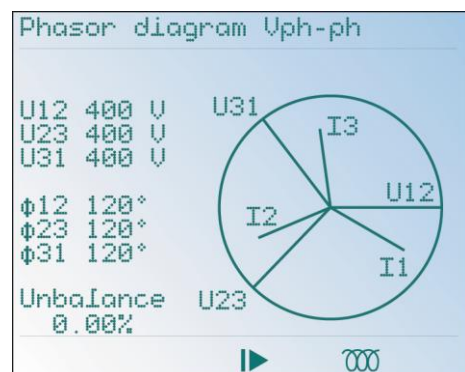 Phasor diagram Vph-ph
U12 400 V
U23 400 V
U31 400 V
φ12 120°
φ23 120°
φ31 120°
Unbalance
0.00%
U31
I3
U12
I2
I1
U23